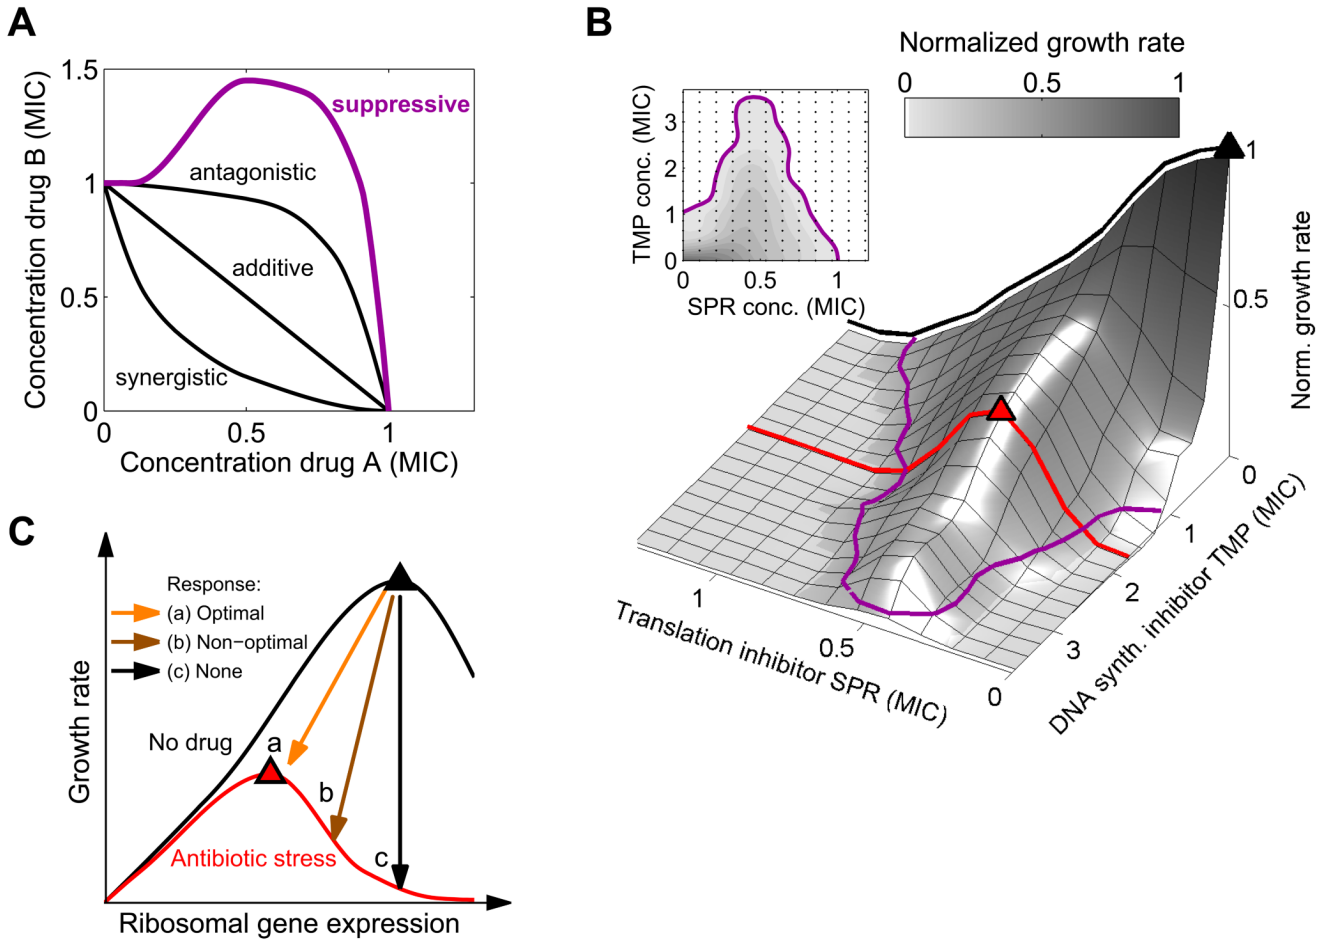 A
1.5
1
0.5
0
0
0.5
1
Concentration drug B (MIC)
Concentration drug A (MIC)
suppressive
antagonistic
additive
synergistic
B
Normalized growth rate
0
0.5
1
3
2
1
0
TMP conc. (MIC)
0
0.5
1
SPR conc. (MIC)
1
0.5
Norm. growth rate
0
1
2
3
DNA synth. inhibitor TMP (MIC)
1
0.5
0
Translation inhibitor SPR (MIC)
C
Response:
(a) Optimal
(b) Non-optimal
(c) None
No drug
a
b
c
Antibiotic stress
Growth rate
Ribosomal gene expression